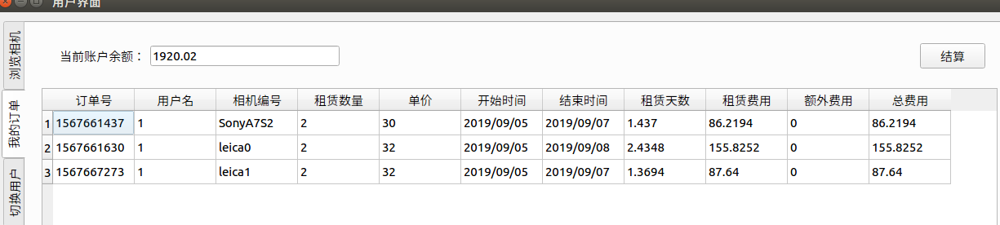 用户界面
浏览相机
我的订单
切换用户
当前账户余额： 1920.02
结算
订单号 用户名 相机编号 租赁数量 单价 开始时间 结束时间 租赁天数 租赁费用 额外费用 总费用
1 1567661437 1 SonyA7S2 2 30 2019/09/05 2019/09/07 1.437 86.2194 0 86.2194
2 1567661630 1 leica0 2 32 2019/09/05 2019/09/08 2.4348 155.8252 0 155.8252
3 1567667273 1 leica1 2 32 2019/09/05 2019/09/07 1.3694 87.64 0 87.64